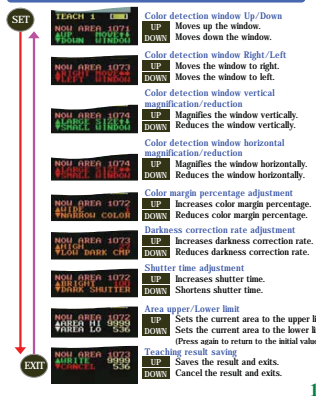 SET
TEACH 1
NOW AREA 1071
▲UP MOVE
▼DOWN WINDOW
Color detection window Up/Down
UP Moves up the window.
DOWN Moves down the window.
NOW AREA 1073
RIGHT MOVE
LEFT WINDOW
Color detection window Right/Left
UP Moves the window to right.
DOWN Moves the window to left.
NOW AREA 1074
▲LARGE SIZE
▼SMALL WINDOW
Color detection window vertical
magnification/reduction
UP Magnifies the window vertically.
DOWN Reduces the window vertically.
NOW AREA 1074
▲LARGE SIZE
▼SMALL WINDOW
Color detection window horizontal
magnification/reduction
UP Magnifies the window horizontally.
DOWN Reduces the window horizontally.
NOW AREA 1072
▲WIDE
▼NARROW COLOR
Color margin percentage adjustment
UP Increases color margin percentage.
DOWN Reduces color margin percentage.
NOW AREA 1073
▲HIGH
▼LOW DARK CMP
Darkness correction rate adjustment
UP Increases darkness correction rate.
DOWN Reduces darkness correction rate.
NOW AREA 1072
▲BRIGHT 100
▼DARK SHUTTER
Shutter time adjustment
UP Increases shutter time.
DOWN Shortens shutter time.
NOW AREA 1072
▲AREA HI 9999
▼AREA LO 536
Area upper/Lower limit
UP Sets the current area to the upper li
DOWN Sets the current area to the lower li
(Press again to return to the initial value
EXIT
NOW AREA 1073
▲WRITE 9999
▼CANCEL 536
Teaching result saving
UP Saves the result and exits.
DOWN Cancel the result and exits.
1